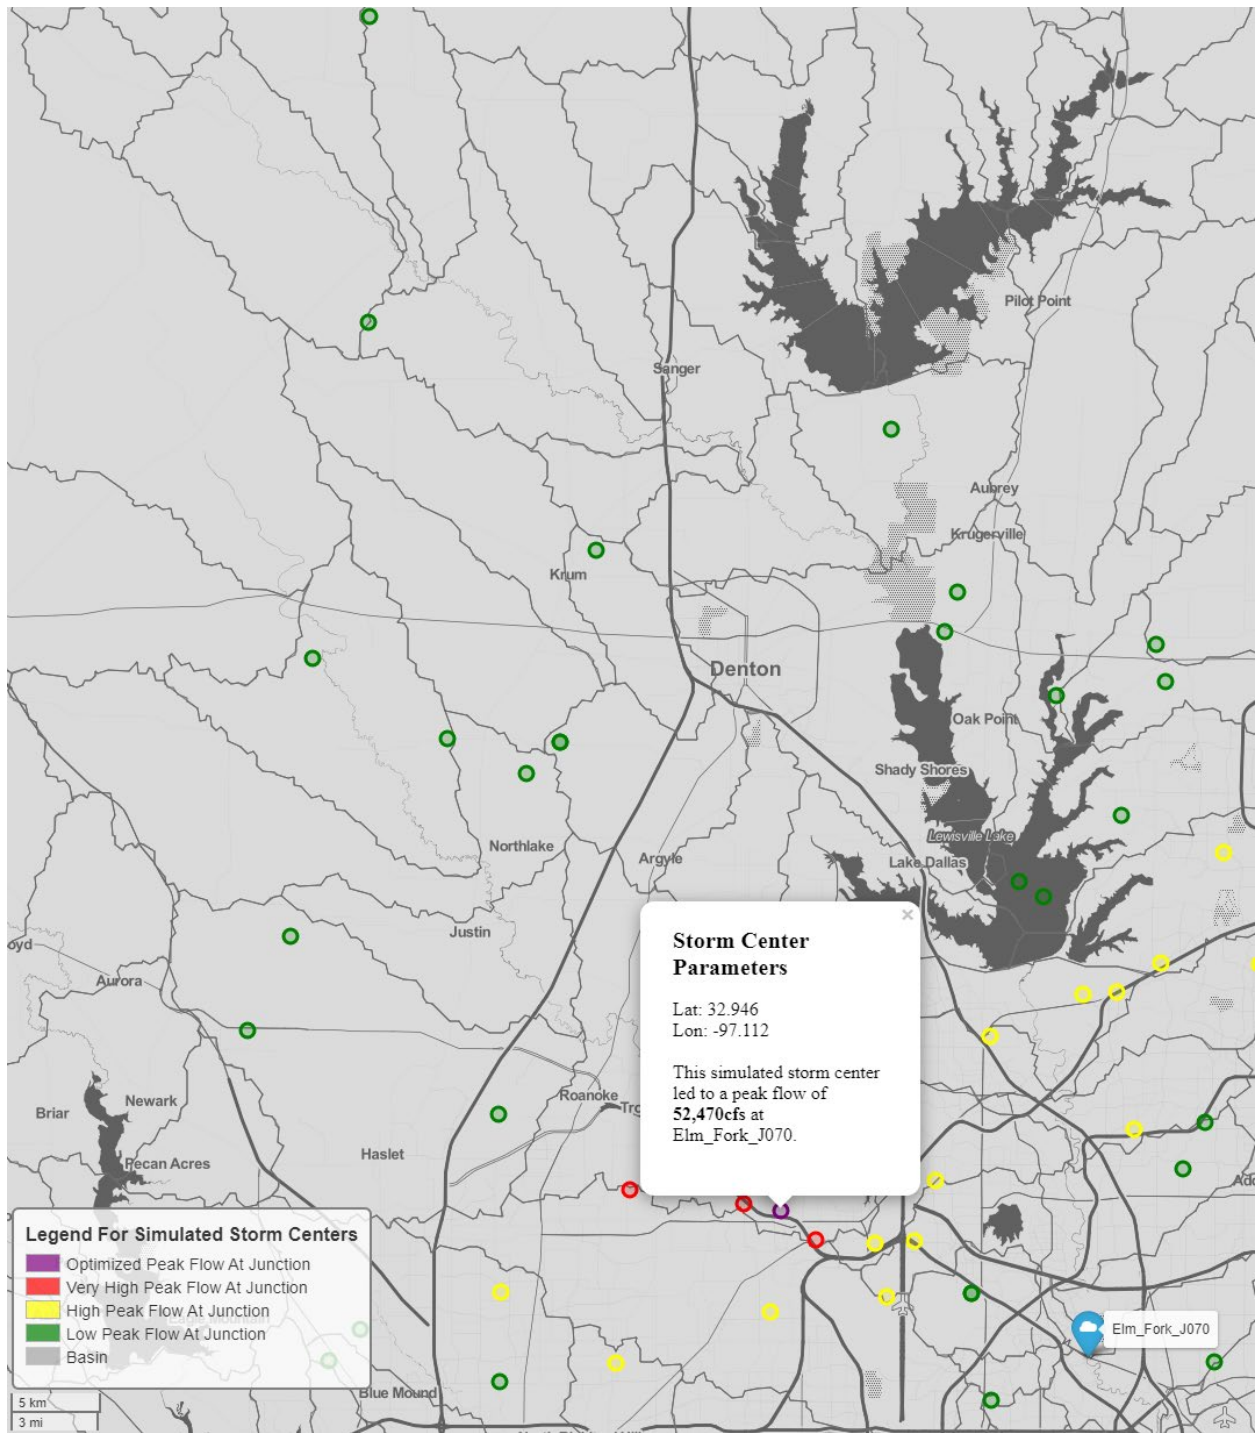 Pilot Point
Sanger
Aubrey
Krugerville
Krum
Denton
Oak Point
Shady Shores
Lewisville Lake
Northlake
Argyle
Lake Dallas
Justin
oyd
Aurora
×
Storm Center
Parameters
Lat: 32.946
Lon: -97.112
This simulated storm center
led to a peak flow of
52,470cfs at
Elm_Fork_J070.
Roanoke
Tro
Newark
Briar
Haslet
Pecan Acres
Legend For Simulated Storm Centers
Optimized Peak Flow At Junction
Very High Peak Flow At Junction
High Peak Flow At Junction
Low Peak Flow At Junction
Basin
Eagle Mountain
Elm_Fork_J070
Blue Mound
5 km
3 mi